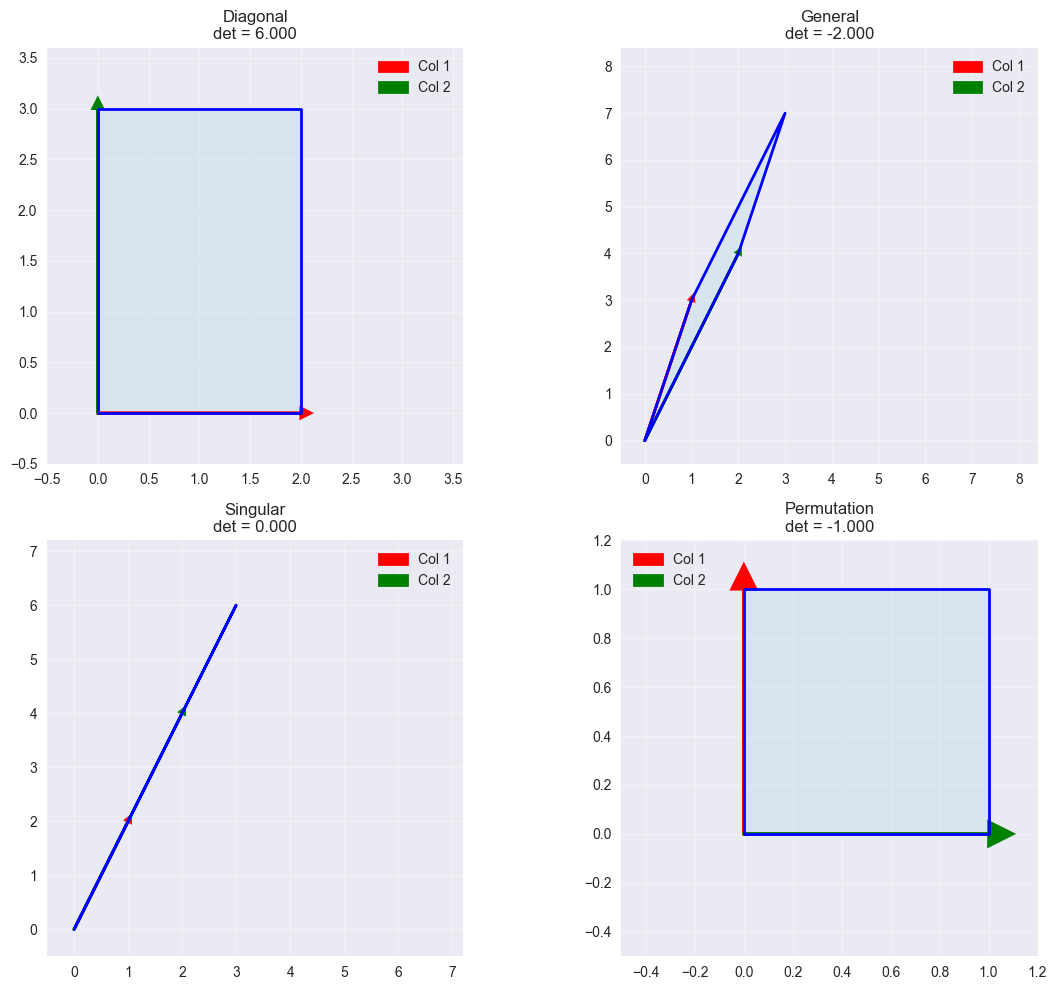 Diagonal
det = 6.000
3.5
3.0
2.5
2.0
1.5
1.0
0.5
0.0
−0.5
−0.5 0.0 0.5 1.0 1.5 2.0 2.5 3.0 3.5
Col 1
Col 2
General
det = -2.000
8
7
6
5
4
3
2
1
0
0 1 2 3 4 5 6 7 8
Col 1
Col 2
Singular
det = 0.000
7
6
5
4
3
2
1
0
0 1 2 3 4 5 6 7
Col 1
Col 2
Permutation
det = -1.000
1.2
1.0
0.8
0.6
0.4
0.2
0.0
−0.2
−0.4
−0.4 −0.2 0.0 0.2 0.4 0.6 0.8 1.0 1.2
Col 1
Col 2